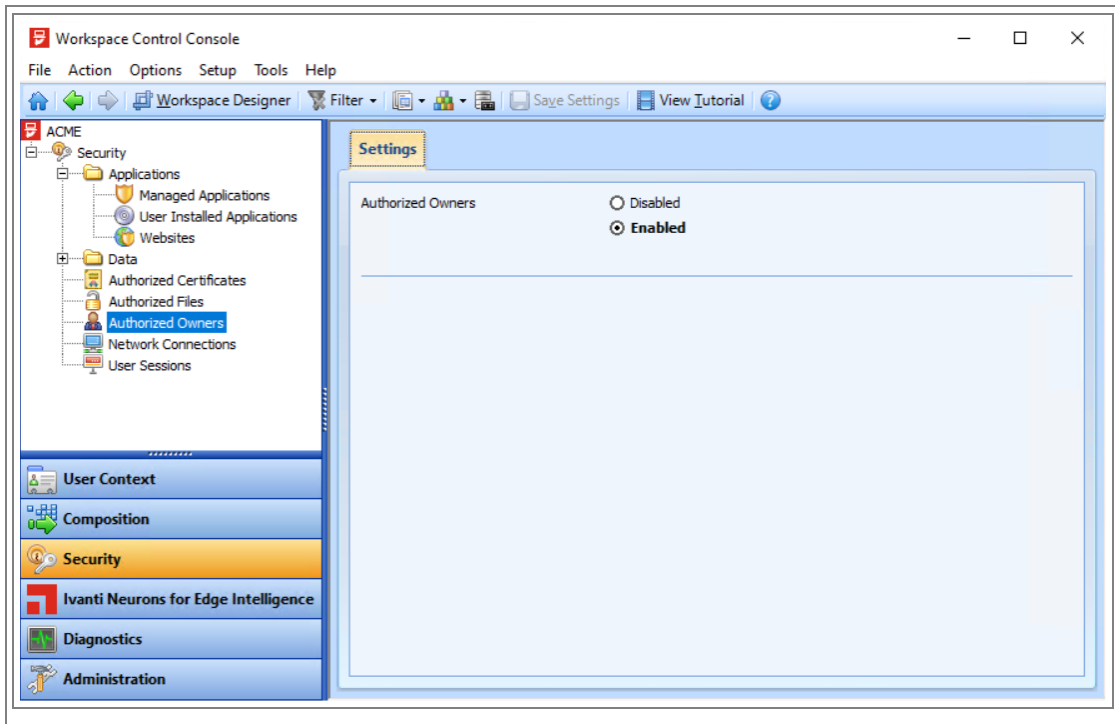 Workspace Control Console
File Action Options Setup Tools Help
Workspace Designer Filter Save Settings View Tutorial
ACME
Security
Applications
Managed Applications
User Installed Applications
Websites
Data
Authorized Certificates
Authorized Files
Authorized Owners
Network Connections
User Sessions
User Context
Composition
Security
Ivanti Neurons for Edge Intelligence
Diagnostics
Administration
Settings
Authorized Owners Disabled
Enabled